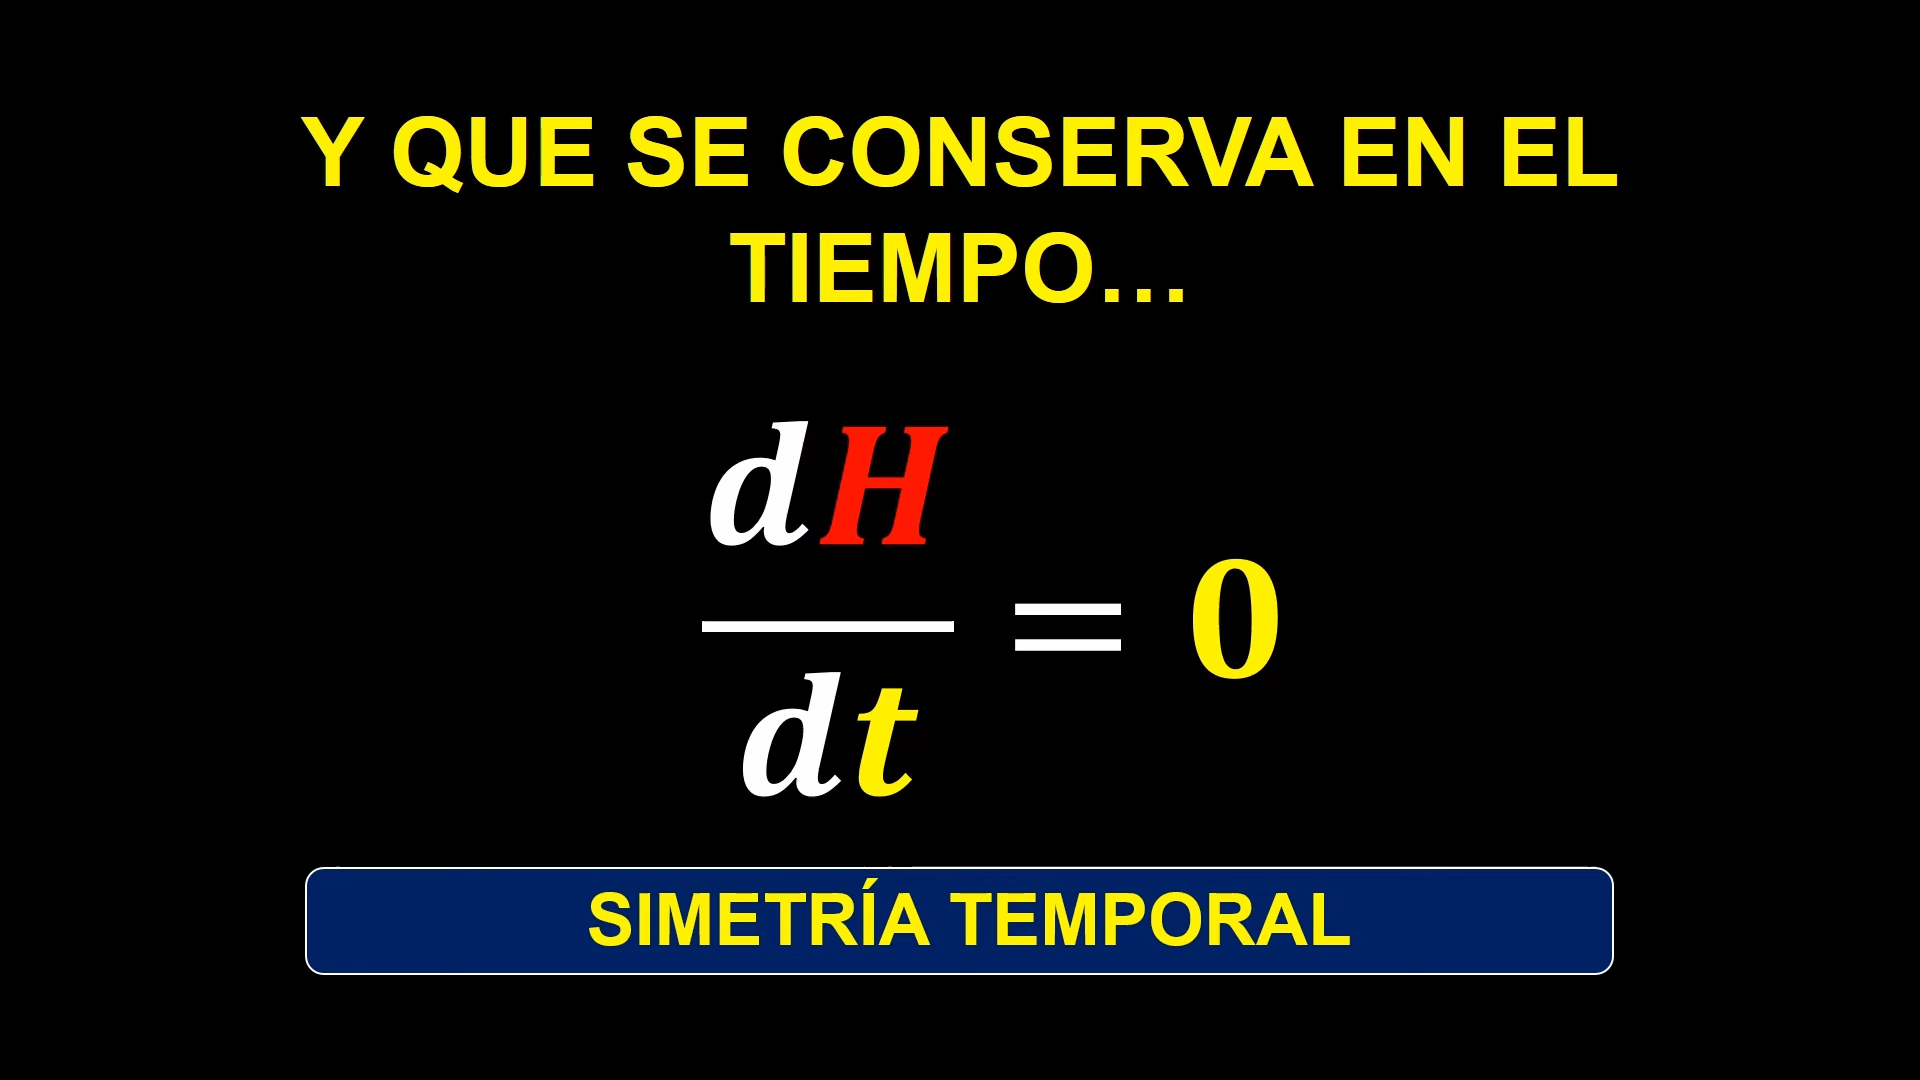 Y QUE SE CONSERVA EN EL
TIEMPO…
dH
dt
= 0
SIMETRÍA TEMPORAL